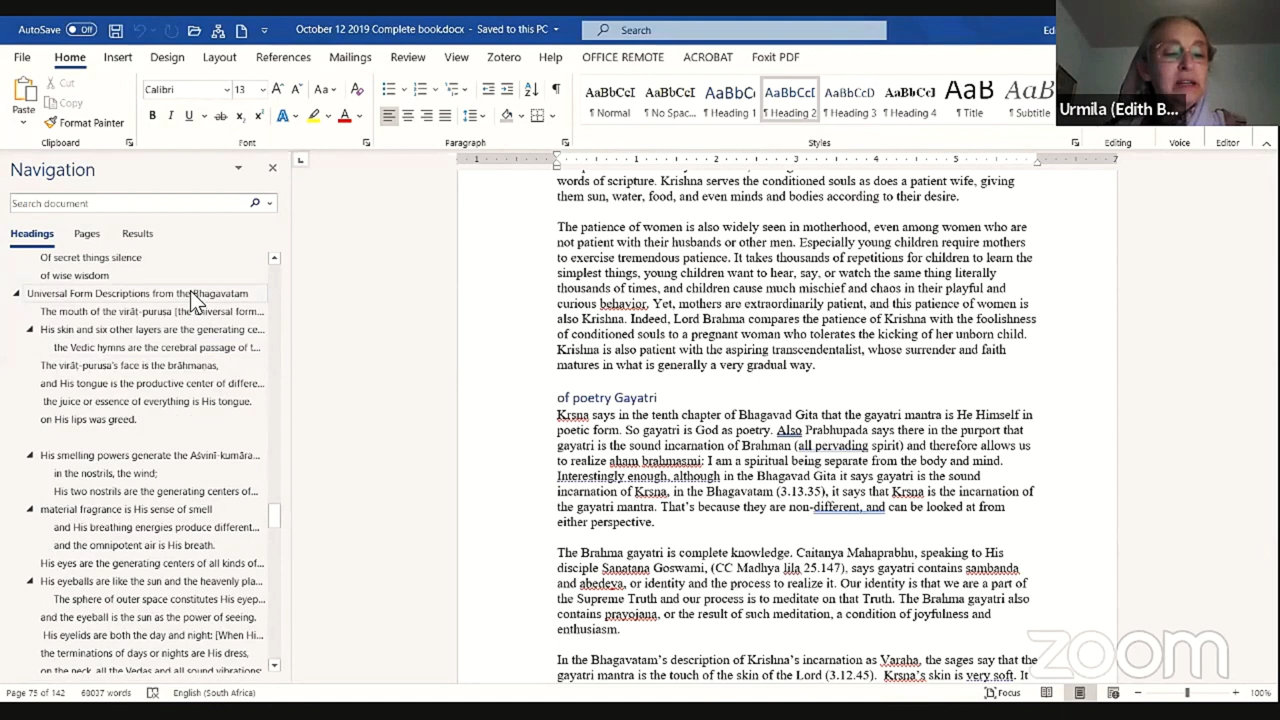 AutoSave Off October 12 2019 Complete book.docx - Saved to this PC Search
File Home Insert Design Layout References Mailings Review View Zotero Help OFFICE REMOTE ACROBAT Foxit PDF
Urmila (Edith B...
Paste Cut
Copy
Format Painter
Calibri 13
AaBbCcI AaBbCcI AaBbCc AaBbCcI AaBbCcD AaBbCcI AaB AaBbCcl
¶ Normal ¶ No Spac... ¶ Heading 1 ¶ Heading 2 ¶ Heading 3 ¶ Heading 4 ¶ Title ¶ Subtitle
Clipboard Font Paragraph Styles Editing Voice Editor
Navigation
Search document
Headings Pages Results
Of secret things silence
of wise wisdom
Universal Form Descriptions from the Bhagavatam
The mouth of the virāt-purusa [the universal form...
His skin and six other layers are the generating ce...
the Vedic hymns are the cerebral passage of t...
The virāṭ-purusa's face is the brāhmaṇas,
and His tongue is the productive center of differe...
the juice or essence of everything is His tongue.
on His lips was greed.
His smelling powers generate the Aśvinī-kumāra...
in the nostrils, the wind;
His two nostrils are the generating centers of...
material fragrance is His sense of smell
and His breathing energies produce different...
and the omnipotent air is His breath.
His eyes are the generating centers of all kinds of...
His eyeballs are like the sun and the heavenly pla...
The sphere of outer space constitutes His eyep...
and the eyeball is the sun as the power of seeing.
His eyelids are both the day and night: [When Hi...
the terminations of days or nights are His dress,
on the neck, all the Vedas and all sound vibrations;
words of scripture. Krishna serves the conditioned souls as does a patient wife, giving
them sun, water, food, and even minds and bodies according to their desire.
The patience of women is also widely seen in motherhood, even among women who are
not patient with their husbands or other men. Especially young children require mothers
to exercise tremendous patience. It takes thousands of repetitions for children to learn the
simplest things, young children want to hear, say, or watch the same thing literally
thousands of times, and children cause much mischief and chaos in their playful and
curious behavior. Yet, mothers are extraordinarily patient, and this patience of women is
also Krishna. Indeed, Lord Brahma compares the patience of Krishna with the foolishness
of conditioned souls to a pregnant woman who tolerates the kicking of her unborn child.
Krishna is also patient with the aspiring transcendentalist, whose surrender and faith
matures in what is generally a very gradual way.
of poetry Gayatri
Krsna says in the tenth chapter of Bhagavad Gita that the gayatri mantra is He Himself in
poetic form. So gayatri is God as poetry. Also Prabhupada says there in the purport that
gayatri is the sound incarnation of Brahman (all pervading spirit) and therefore allows us
to realize aham brahmasmi: I am a spiritual being separate from the body and mind.
Interestingly enough, although in the Bhagavad Gita it says gayatri is the sound
incarnation of Krsna, in the Bhagavatam (3.13.35), it says that Krsna is the incarnation of
the gayatri mantra. That's because they are non-different, and can be looked at from
either perspective.
The Brahma gayatri is complete knowledge. Caitanya Mahaprabhu, speaking to His
disciple Sanatana Goswami, (CC Madhya lila 25.147), says gayatri contains sambanda
and abedeya, or identity and the process to realize it. Our identity is that we are a part of
the Supreme Truth and our process is to meditate on that Truth. The Brahma gayatri also
contains prayojana, or the result of such meditation, a condition of joyfulness and
enthusiasm.
In the Bhagavatam's description of Krishna's incarnation as Varaha, the sages say that the
gayatri mantra is the touch of the skin of the Lord (3.12.45). Krsna's skin is very soft. It
zoom
Page 75 of 142 68037 words English (South Africa) Focus 100%